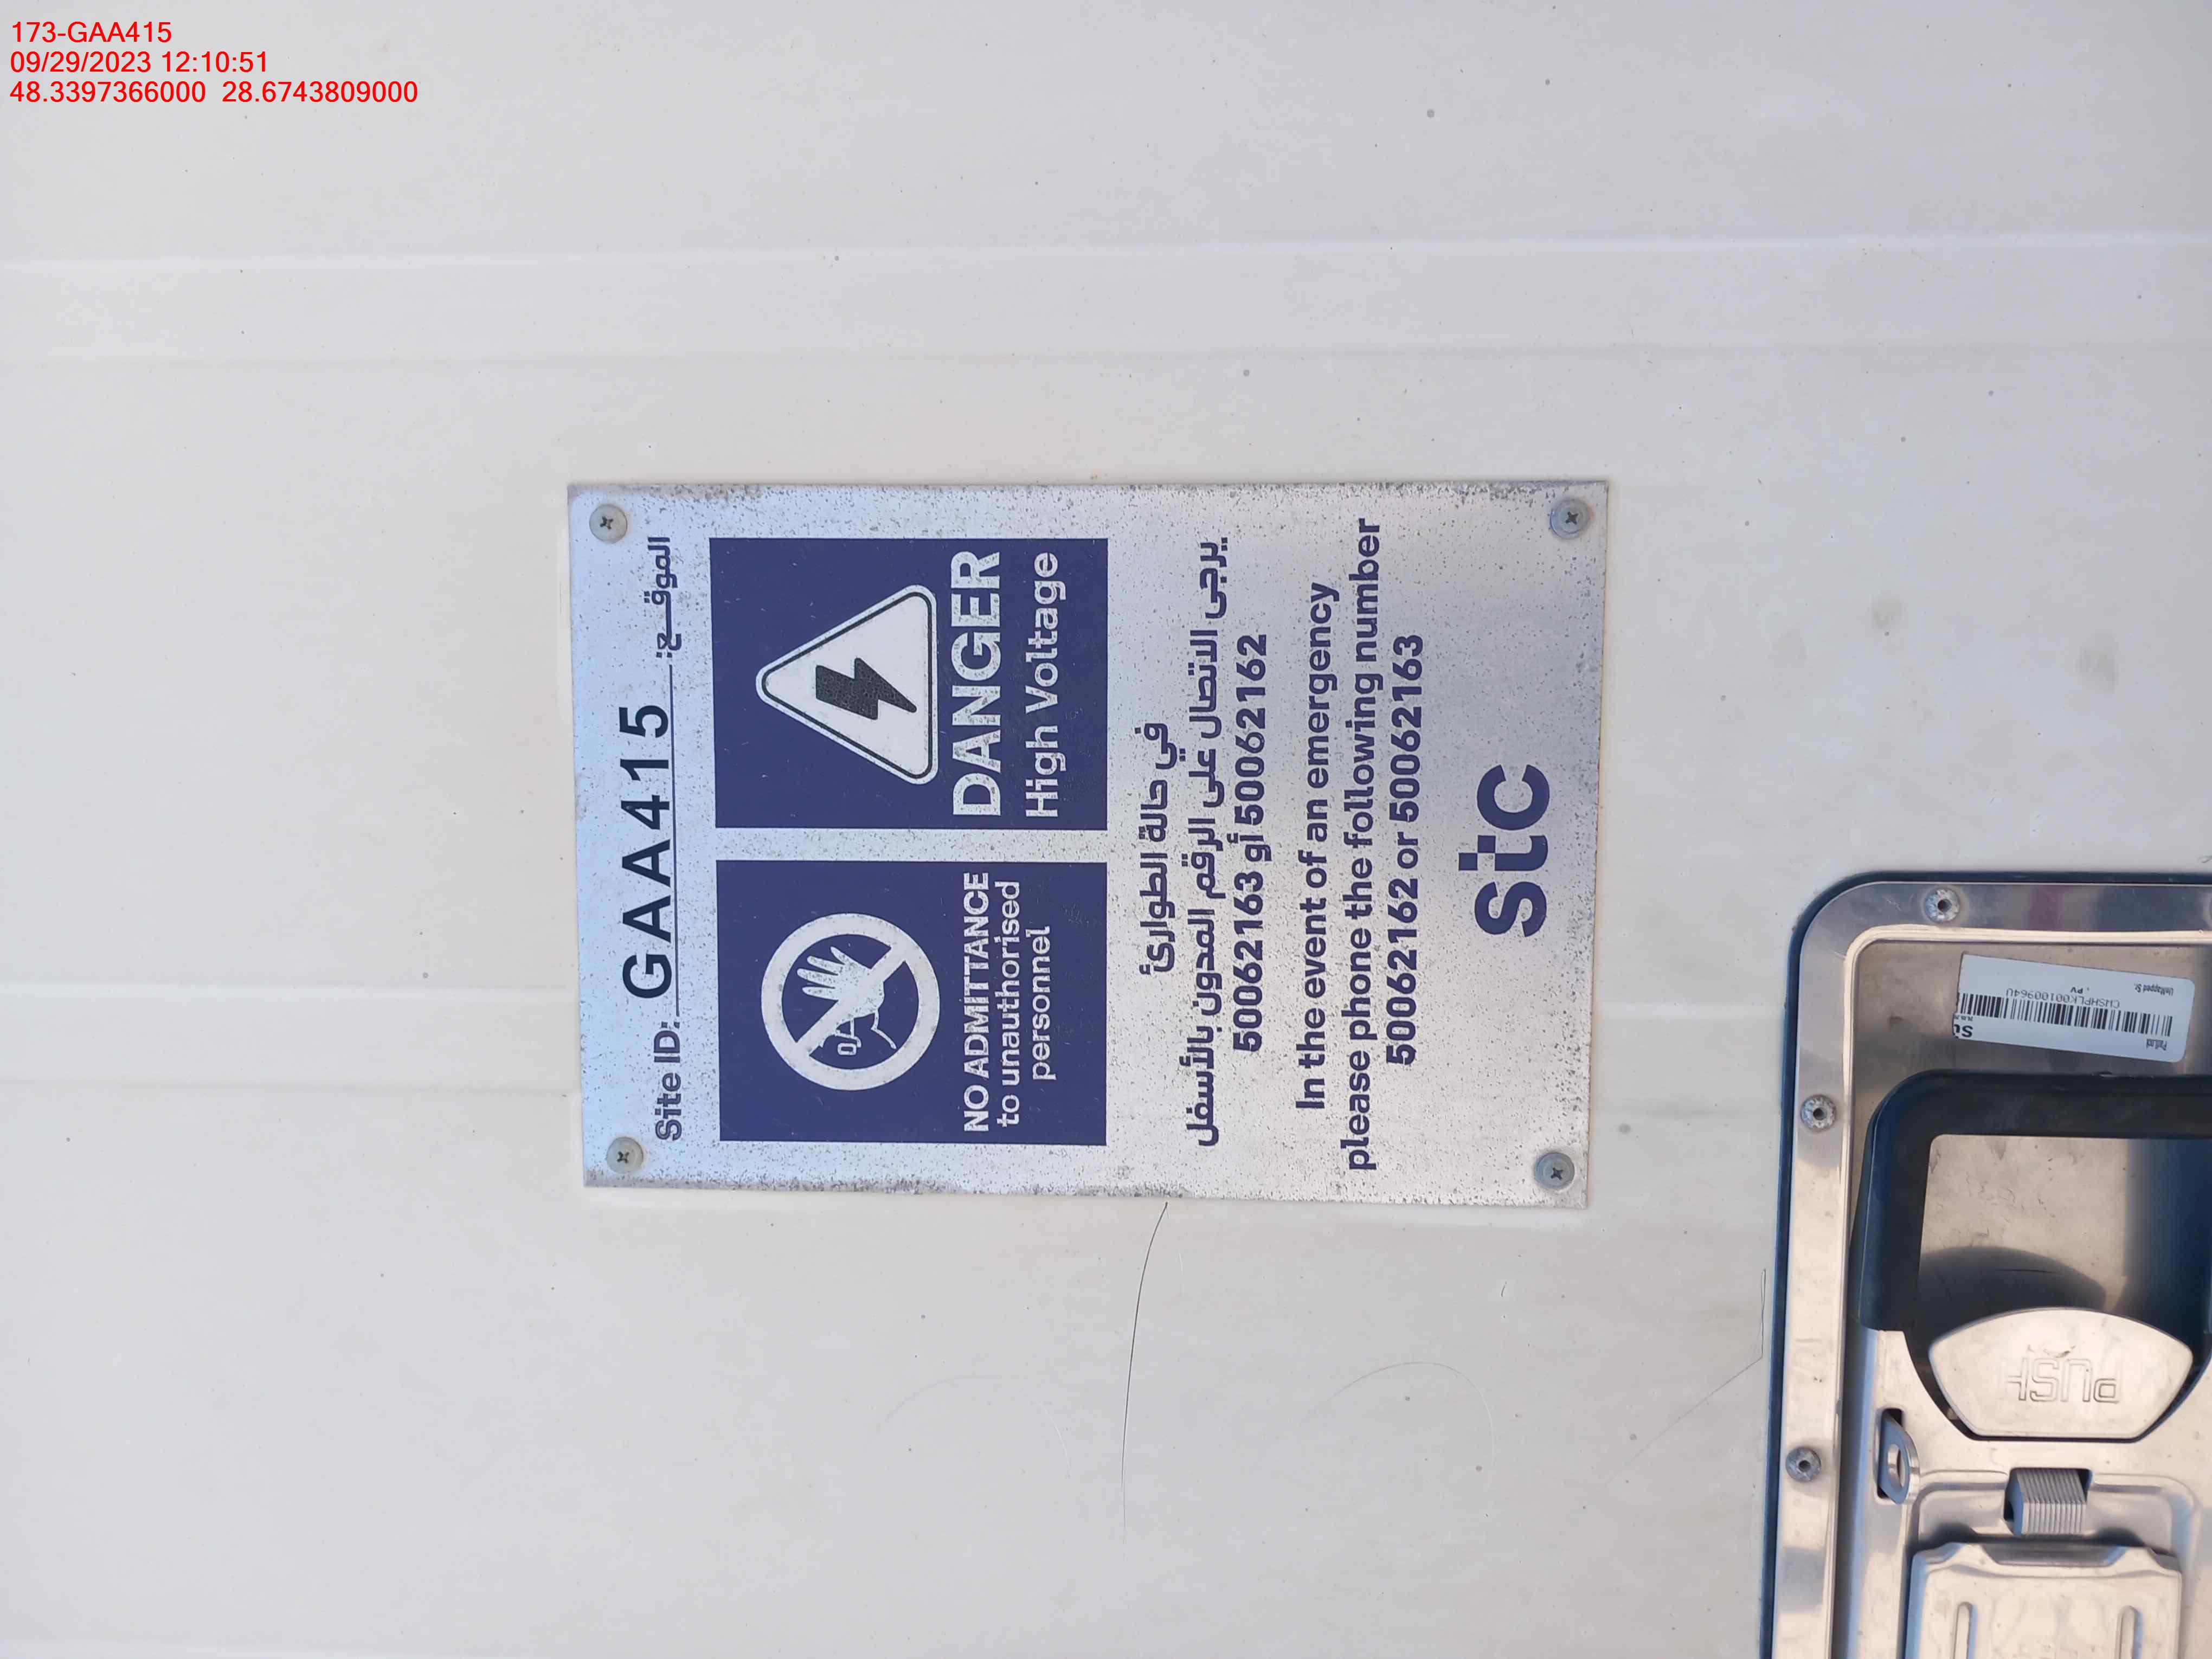 173-GAA415
09/29/2023 12:10:51
48.3397366000 28.6743809000
Site ID: GAA415 الموقـــع:
NO ADMITTANCE
to unauthorised
personnel
DANGER
High Voltage
في حالة الطوارئ
يرجى الاتصال على الرقم المدون بالأسفل
50062162 أو 50062163
In the event of an emergency
please phone the following number
50062162 or 50062163
stc
PUSH